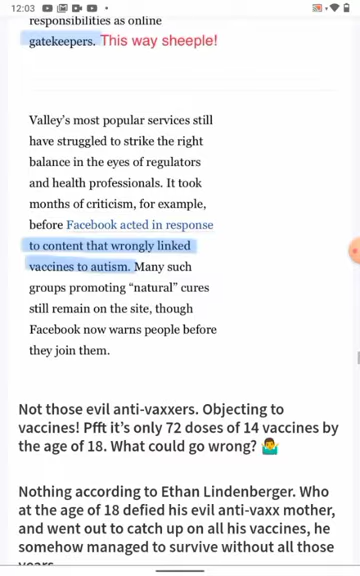 12:03
responsibilities as online
gatekeepers. This way sheeple!
Valley's most popular services still
have struggled to strike the right
balance in the eyes of regulators
and health professionals. It took
months of criticism, for example,
before Facebook acted in response
to content that wrongly linked
vaccines to autism. Many such
groups promoting “natural” cures
still remain on the site, though
Facebook now warns people before
they join them.
Not those evil anti-vaxxers. Objecting to
vaccines! Pfft it's only 72 doses of 14 vaccines by
the age of 18. What could go wrong? 🤷‍♂️
Nothing according to Ethan Lindenberger. Who
at the age of 18 defied his evil anti-vaxx mother,
and went out to catch up on all his vaccines, he
somehow managed to survive without all those
years